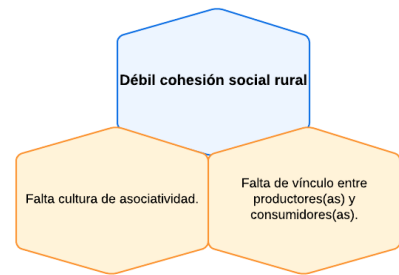 Débil cohesión social rural
Falta cultura de asociatividad.
Falta de vínculo entre
productores(as) y
consumidores(as).